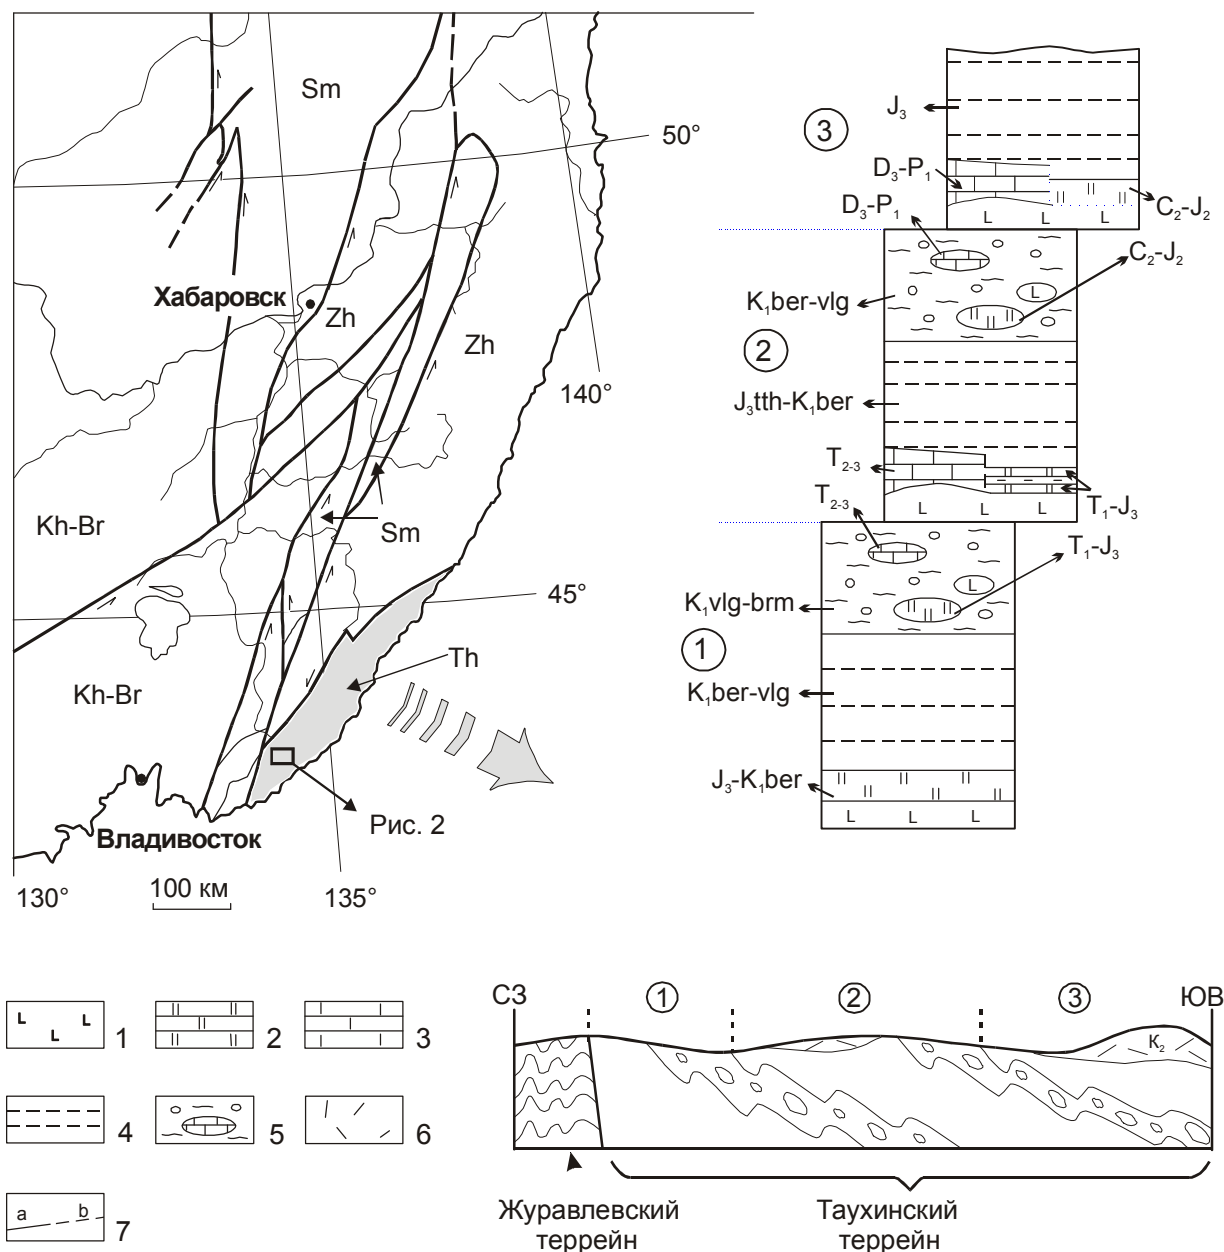 Sm
50°
Хабаровск
Zh
Zh
140°
Kh-Br
Sm
45°
Th
Kh-Br
Рис. 2
Владивосток
130°
100 км
135°
3
J₃
D₃-P₁
D₃-P₁
C₂-J₂
C₂-J₂
L L L
L
K₁ber-vlg
2
J₃tth-K₁ber
T₂₋₃
T₂₋₃
L L L
T₁-J₃
T₁-J₃
L
K₁vlg-brm
1
K₁ber-vlg
J₃-K₁ber
L L L
L L L
1
2
3
4
5
6
a b
7
СЗ 1 2 3 ЮВ
K₂
Журавлевский
террейн
Таухинский
террейн